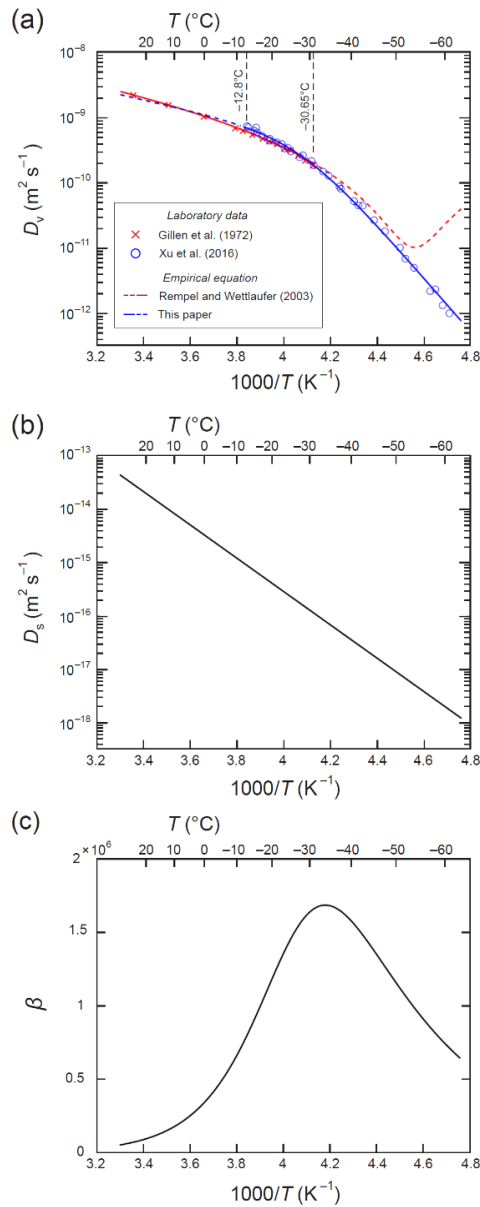 (a)
T (°C)
20 10 0 −10 −20 −30 −40 −50 −60
10⁻⁸
10⁻⁹
10⁻¹⁰
10⁻¹¹
10⁻¹²
Dᵥ (m² s⁻¹)
−12.8°C
−30.65°C
Laboratory data
Gillen et al. (1972)
Xu et al. (2016)
Empirical equation
Rempel and Wettlaufer (2003)
This paper
3.2 3.4 3.6 3.8 4 4.2 4.4 4.6 4.8
1000/T (K⁻¹)
(b)
T (°C)
20 10 0 −10 −20 −30 −40 −50 −60
10⁻¹³
10⁻¹⁴
10⁻¹⁵
10⁻¹⁶
10⁻¹⁷
10⁻¹⁸
Dₛ (m² s⁻¹)
3.2 3.4 3.6 3.8 4 4.2 4.4 4.6 4.8
1000/T (K⁻¹)
(c)
T (°C)
20 10 0 −10 −20 −30 −40 −50 −60
2 × 10⁶
1.5
1
0.5
0
β
3.2 3.4 3.6 3.8 4 4.2 4.4 4.6 4.8
1000/T (K⁻¹)